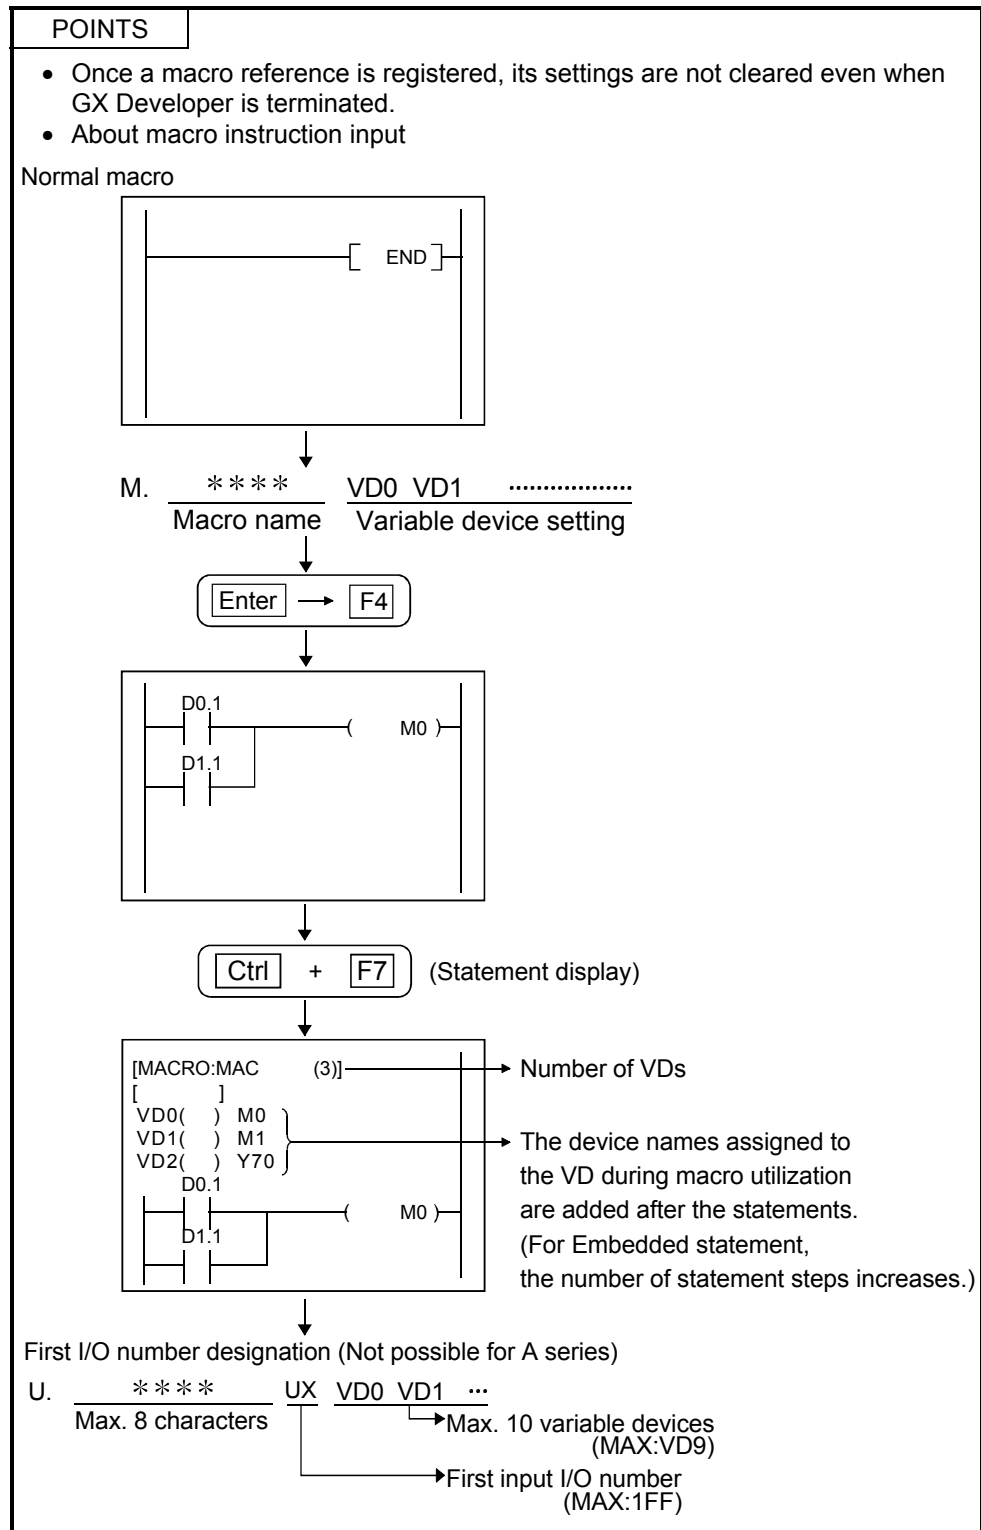 POINTS
• Once a macro reference is registered, its settings are not cleared even when
GX Developer is terminated.
• About macro instruction input
Normal macro
END
M. **** VD0 VD1 ..................
Macro name Variable device setting
Enter → F4
D0.1
( M0 )
D1.1
Ctrl + F7 (Statement display)
[MACRO:MAC (3)] Number of VDs
[ ]
VD0( ) M0
VD1( ) M1
VD2( ) Y70
The device names assigned to
the VD during macro utilization
are added after the statements.
(For Embedded statement,
the number of statement steps increases.)
D0.1
( M0 )
D1.1
First I/O number designation (Not possible for A series)
U. **** UX VD0 VD1 ...
Max. 8 characters
Max. 10 variable devices
(MAX:VD9)
First input I/O number
(MAX:1FF)